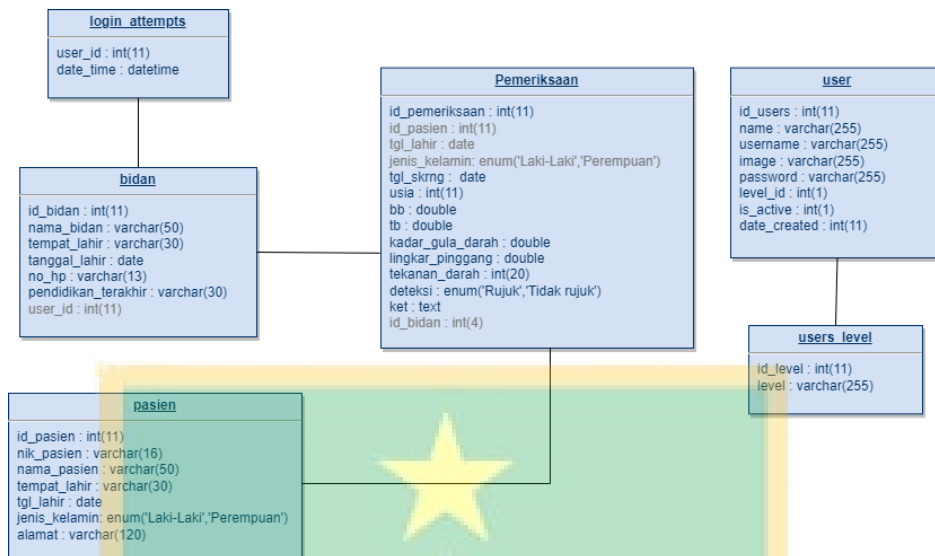 login_attempts
user_id : int(11)
date_time : datetime
bidan
id_bidan : int(11)
nama_bidan : varchar(50)
tempat_lahir : varchar(30)
tanggal_lahir : date
no_hp : varchar(13)
pendidikan_terakhir : varchar(30)
user_id : int(11)
Pemeriksaan
id_pemeriksaan : int(11)
id_pasien : int(11)
tgl_lahir : date
jenis_kelamin: enum('Laki-Laki','Perempuan')
tgl_skrng : date
usia : int(11)
bb : double
tb : double
kadar_gula_darah : double
lingkar_pinggang : double
tekanan_darah : int(20)
deteksi : enum('Rujuk','Tidak rujuk')
ket : text
id_bidan : int(4)
user
id_users : int(11)
name : varchar(255)
username : varchar(255)
image : varchar(255)
password : varchar(255)
level_id : int(1)
is_active : int(1)
date_created : int(11)
users_level
id_level : int(11)
level : varchar(255)
pasien
id_pasien : int(11)
nik_pasien : varchar(16)
nama_pasien : varchar(50)
tempat_lahir : varchar(30)
tgl_lahir : date
jenis_kelamin: enum('Laki-Laki','Perempuan')
alamat : varchar(120)